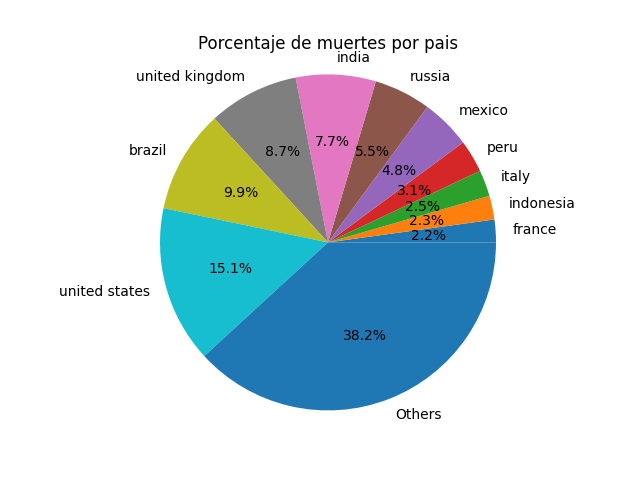 Porcentaje de muertes por pais
india
united kingdom
russia
mexico
brazil
peru
italy
indonesia
france
united states
Others
7.7%
8.7%
5.5%
4.8%
9.9%
3.1%
2.5%
2.3%
2.2%
15.1%
38.2%